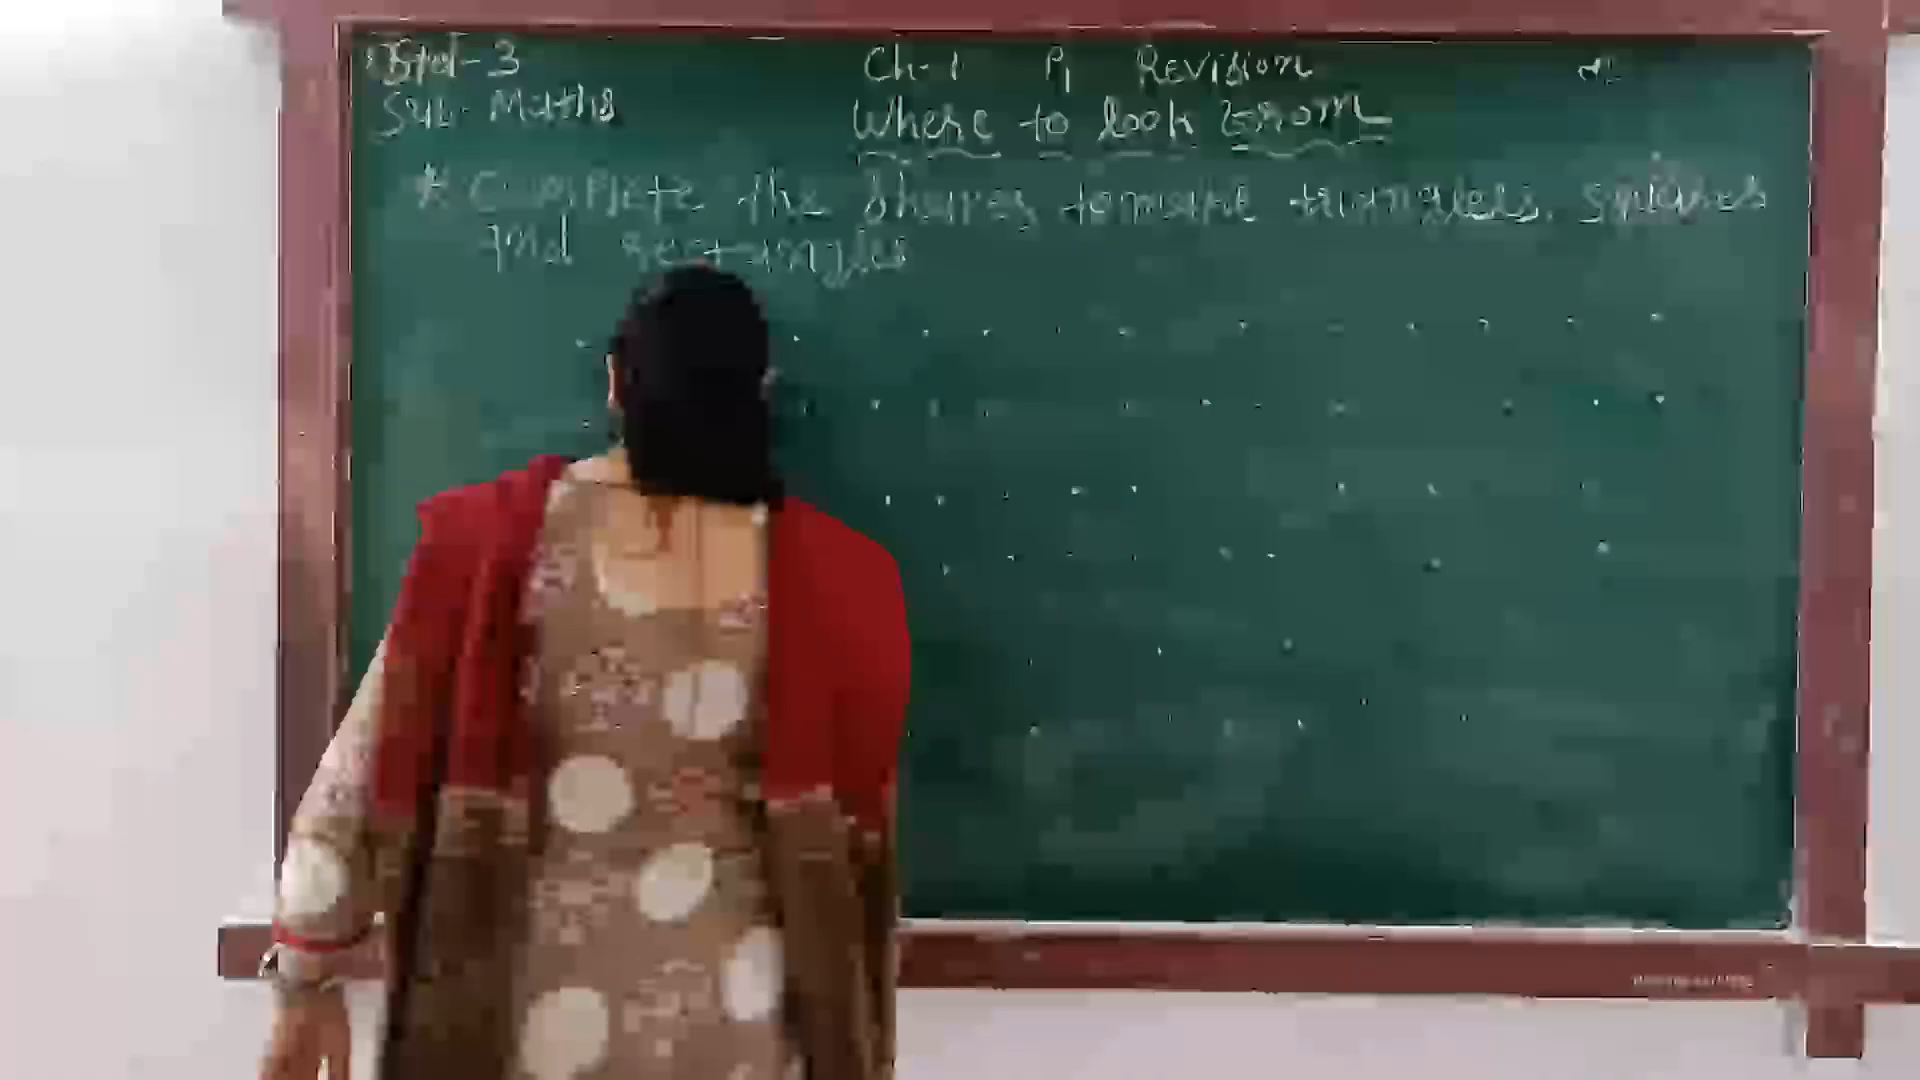 Std-3 Ch-1 P1 Revision
Sub- Maths Where to look From
* Complete the shapes to make triangles, squares
and rectangles